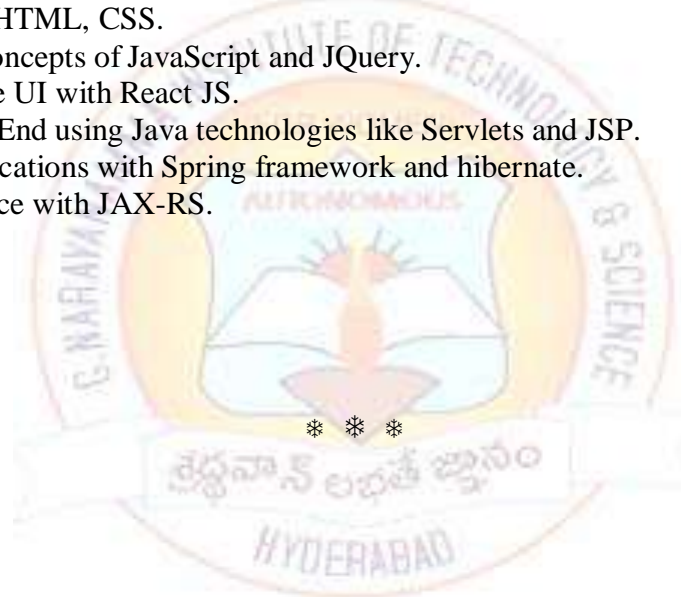 HTML, CSS.
oncepts of JavaScript and JQuery.
e UI with React JS.
End using Java technologies like Servlets and JSP.
cations with Spring framework and hibernate.
ce with JAX-RS.
INSTITUTE OF TECHNOLOGY & SCIENCE
G. NARAYANAMMA
AUTONOMOUS
శ్రద్ధవాన్ లభతే జ్ఞానం
HYDERABAD